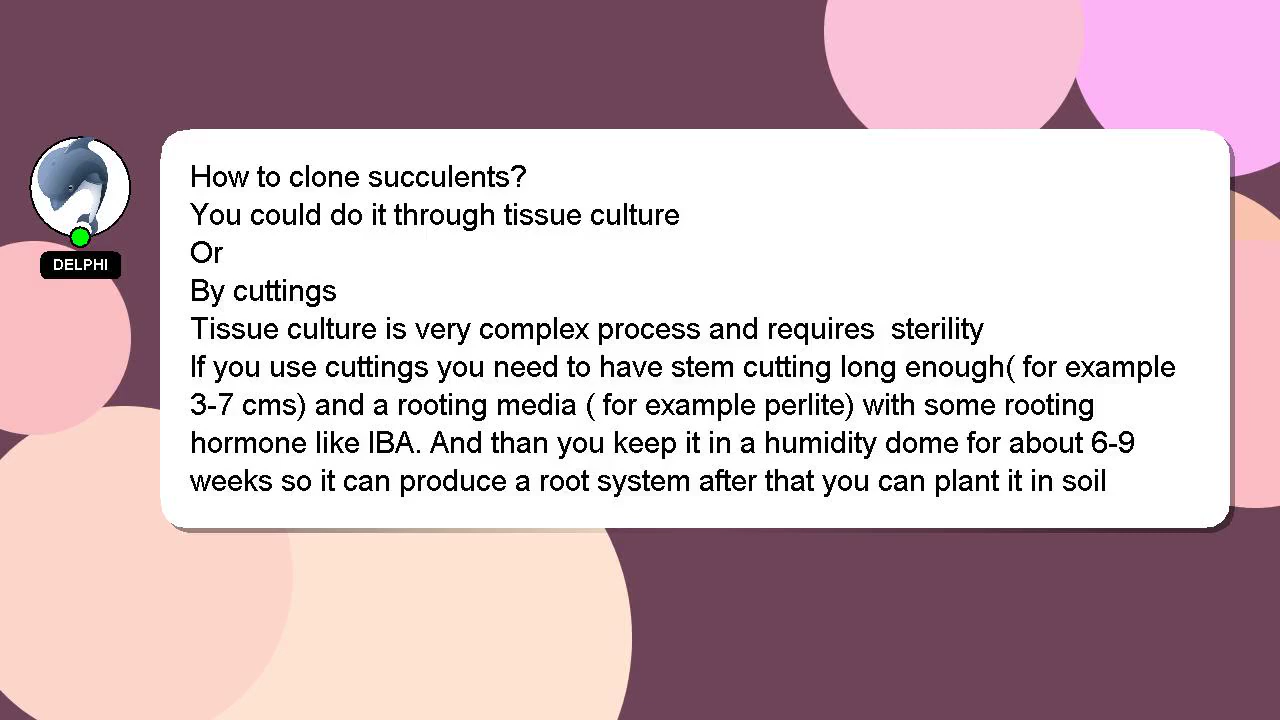 How to clone succulents?
You could do it through tissue culture
Or
By cuttings
Tissue culture is very complex process and requires  sterility
If you use cuttings you need to have stem cutting long enough( for example
3-7 cms) and a rooting media ( for example perlite) with some rooting
hormone like IBA. And than you keep it in a humidity dome for about 6-9
weeks so it can produce a root system after that you can plant it in soil
DELPHI